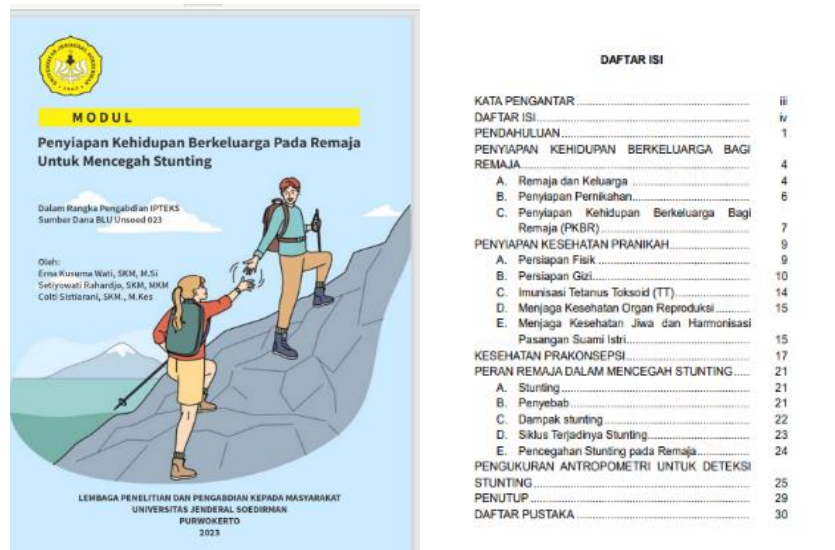 UNIVERSITAS JENDERAL SOEDIRMAN
1963
MODUL
Penyiapan Kehidupan Berkeluarga Pada Remaja
Untuk Mencegah Stunting
Dalam Rangka Pengabdian IPTEKS
Sumber Dana BLU Unsoed 023
Oleh:
Erna Kusuma Wati, SKM, M.Si
Setiyowati Rahardjo, SKM, MKM
Colti Sistiarani, SKM., M.Kes
LEMBAGA PENELITIAN DAN PENGABDIAN KEPADA MASYARAKAT
UNIVERSITAS JENDERAL SOEDIRMAN
PURWOKERTO
2023
DAFTAR ISI
KATA PENGANTAR ........ iii
DAFTAR ISI ........ iv
PENDAHULUAN ........ 1
PENYIAPAN KEHIDUPAN BERKELUARGA BAGI
REMAJA ........ 4
A. Remaja dan Keluarga ........ 4
B. Penyiapan Pernikahan ........ 6
C. Penyiapan Kehidupan Berkeluarga Bagi
Remaja (PKBR) ........ 7
PENYIAPAN KESEHATAN PRANIKAH ........ 9
A. Persiapan Fisik ........ 9
B. Persiapan Gizi ........ 10
C. Imunisasi Tetanus Toksoid (TT) ........ 14
D. Menjaga Kesehatan Organ Reproduksi ........ 15
E. Menjaga Kesehatan Jiwa dan Harmonisasi
Pasangan Suami Istri ........ 15
KESEHATAN PRAKONSEPSI ........ 17
PERAN REMAJA DALAM MENCEGAH STUNTING ........ 21
A. Stunting ........ 21
B. Penyebab ........ 21
C. Dampak stunting ........ 22
D. Siklus Terjadinya Stunting ........ 23
E. Pencegahan Stunting pada Remaja ........ 24
PENGUKURAN ANTROPOMETRI UNTUK DETEKSI
STUNTING ........ 25
PENUTUP ........ 29
DAFTAR PUSTAKA ........ 30